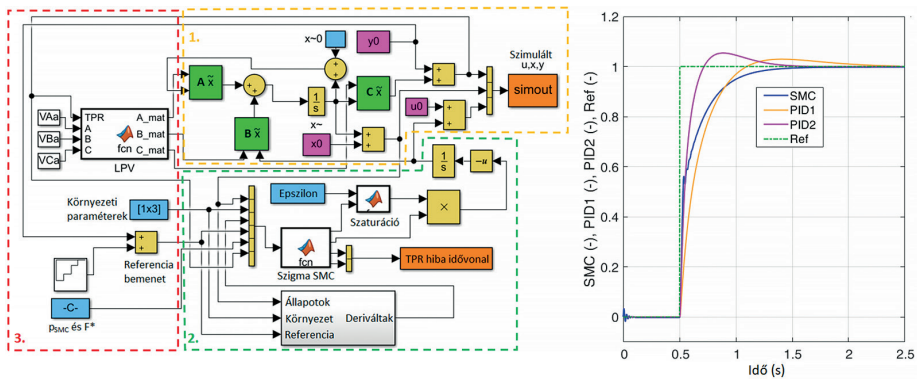 1.
x~0
y0
A x̃
B x̃
1
s
x~
x0
C x̃
u0
Szimulált
u,x,y
simout
VAa
VBa
VCa
TPR
A
B
C
A_mat
B_mat
C_mat
fcn
LPV
Környezeti
paraméterek
[1x3]
Referencia
bemenet
-C-
pSMC és F*
3.
Epszilon
Szaturáció
×
1
s
-u
fcn
Szigma SMC
TPR hiba idővonal
Állapotok
Környezet
Referencia
Deriváltak
2.
SMC (-), PID1 (-), PID2 (-), Ref (-)
1.2
1
0.8
0.6
0.4
0.2
0
SMC
PID1
PID2
Ref
0
0.5
1
1.5
2
2.5
Idő (s)